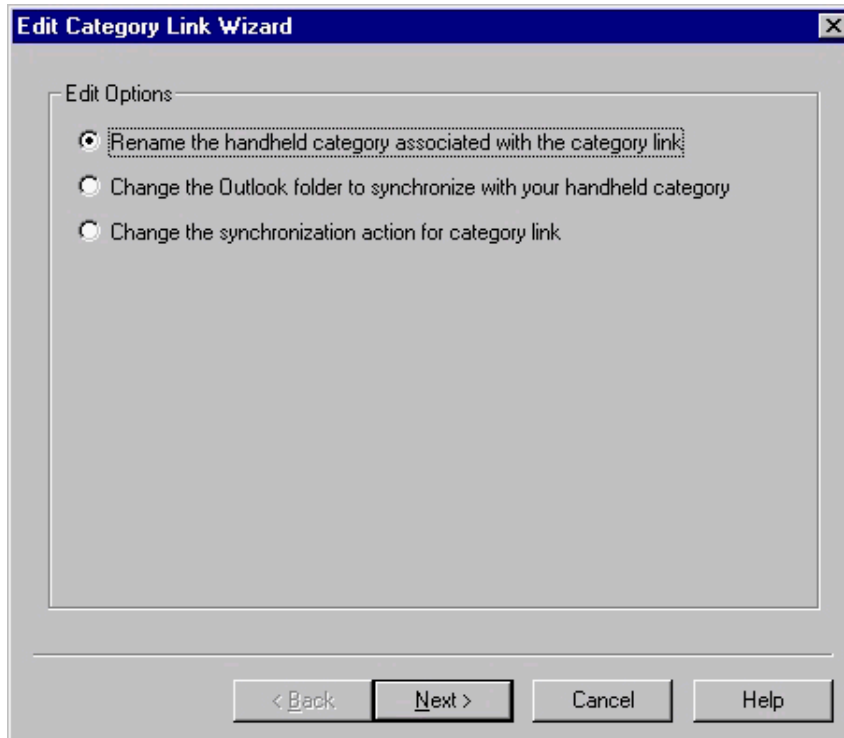 Edit Category Link Wizard
Edit Options
Rename the handheld category associated with the category link
Change the Outlook folder to synchronize with your handheld category
Change the synchronization action for category link
< Back
Next >
Cancel
Help